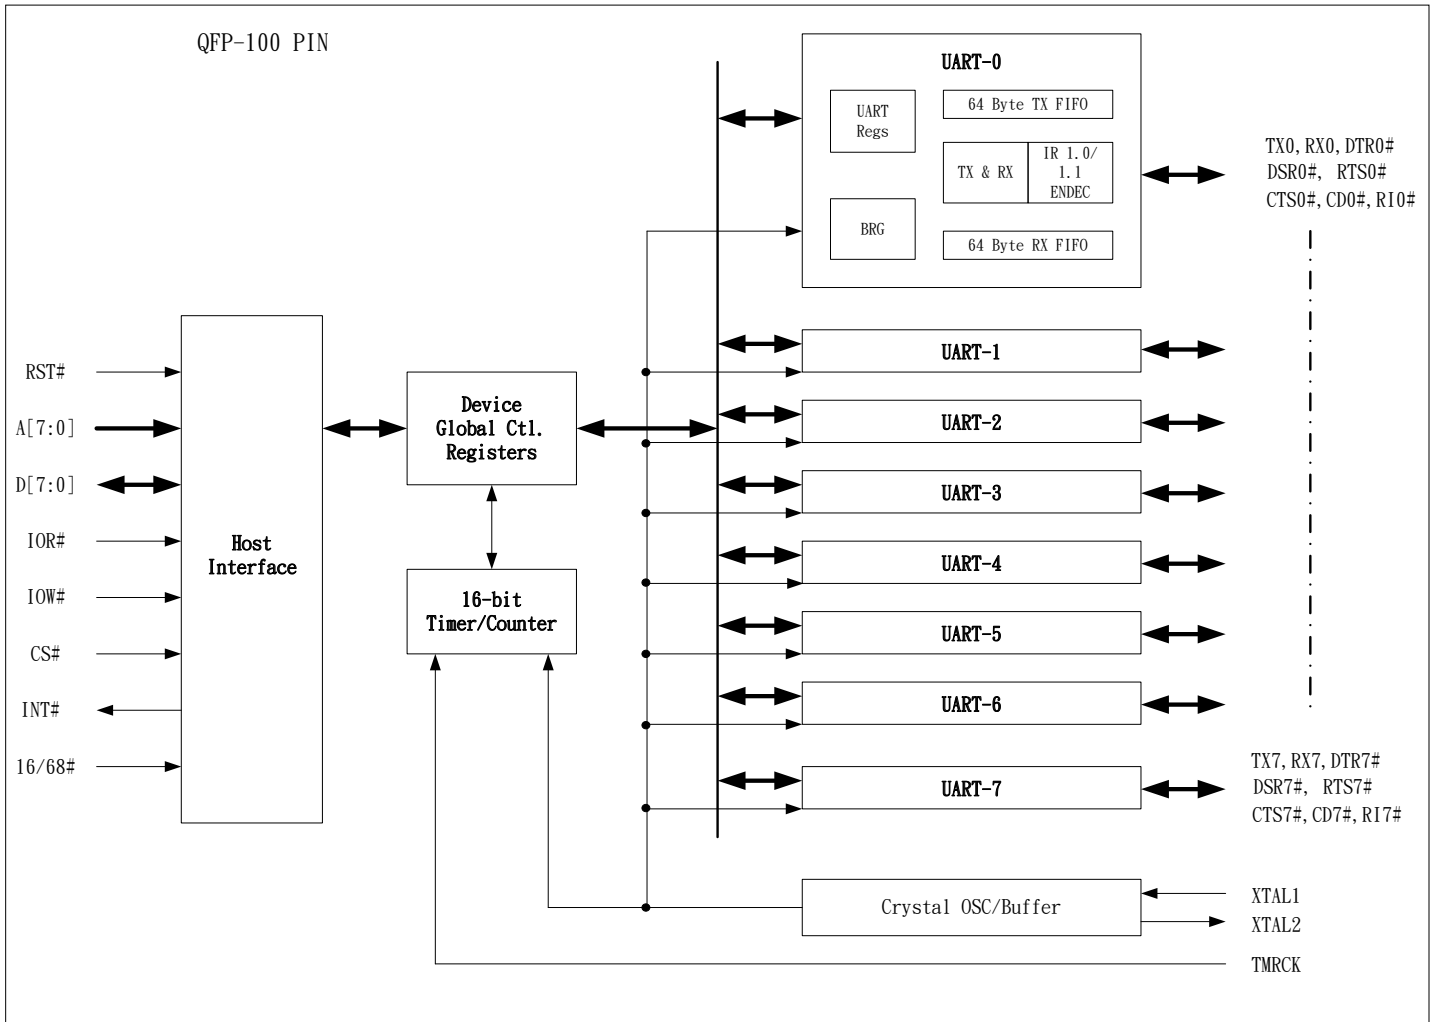 QFP-100 PIN
UART-0
UART
Regs
64 Byte TX FIFO
TX & RX
IR 1.0/
1.1
ENDEC
BRG
64 Byte RX FIFO
TX0, RX0, DTR0#
DSR0#, RTS0#
CTS0#, CD0#, RI0#
RST#
A[7:0]
D[7:0]
IOR#
IOW#
CS#
INT#
16/68#
Host
Interface
Device
Global Ctl.
Registers
16-bit
Timer/Counter
UART-1
UART-2
UART-3
UART-4
UART-5
UART-6
UART-7
TX7, RX7, DTR7#
DSR7#, RTS7#
CTS7#, CD7#, RI7#
Crystal OSC/Buffer
XTAL1
XTAL2
TMRCK